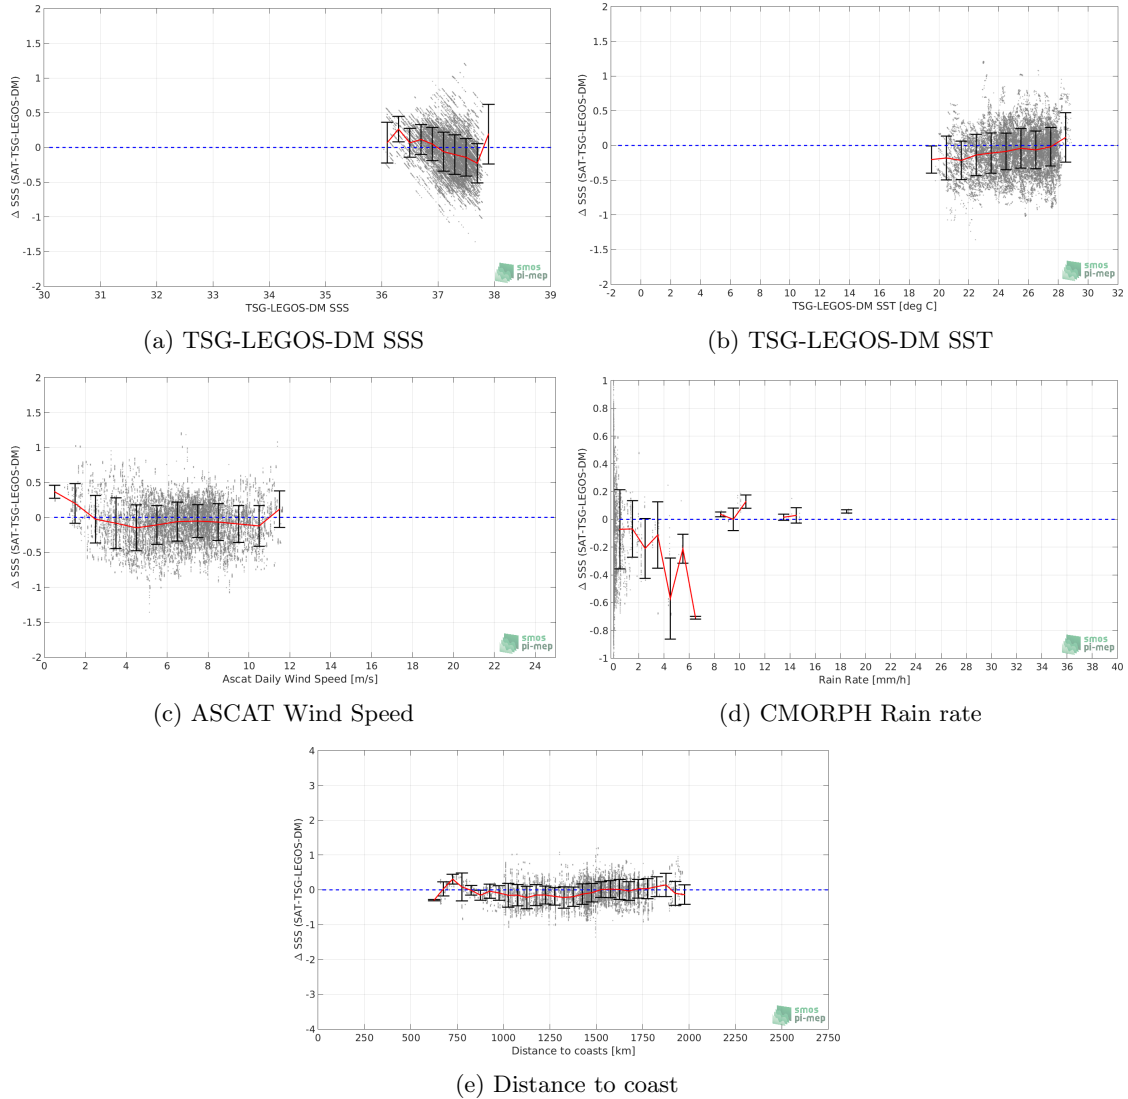 2
1.5
1
0.5
0
-0.5
-1
-1.5
-2
Δ SSS (SAT-TSG-LEGOS-DM)
30 31 32 33 34 35 36 37 38 39
TSG-LEGOS-DM SSS
smos
pi-mep
(a) TSG-LEGOS-DM SSS
2
1.5
1
0.5
0
-0.5
-1
-1.5
-2
Δ SSS (SAT-TSG-LEGOS-DM)
-2 0 2 4 6 8 10 12 14 16 18 20 22 24 26 28 30 32
TSG-LEGOS-DM SST [deg C]
smos
pi-mep
(b) TSG-LEGOS-DM SST
2
1.5
1
0.5
0
-0.5
-1
-1.5
-2
Δ SSS (SAT-TSG-LEGOS-DM)
0 2 4 6 8 10 12 14 16 18 20 22 24
Ascat Daily Wind Speed [m/s]
smos
pi-mep
(c) ASCAT Wind Speed
1
0.8
0.6
0.4
0.2
0
-0.2
-0.4
-0.6
-0.8
-1
Δ SSS (SAT-TSG-LEGOS-DM)
0 2 4 6 8 10 12 14 16 18 20 22 24 26 28 30 32 34 36 38 40
Rain Rate [mm/h]
smos
pi-mep
(d) CMORPH Rain rate
4
3
2
1
0
-1
-2
-3
-4
Δ SSS (SAT-TSG-LEGOS-DM)
0 250 500 750 1000 1250 1500 1750 2000 2250 2500 2750
Distance to coasts [km]
smos
pi-mep
(e) Distance to coast